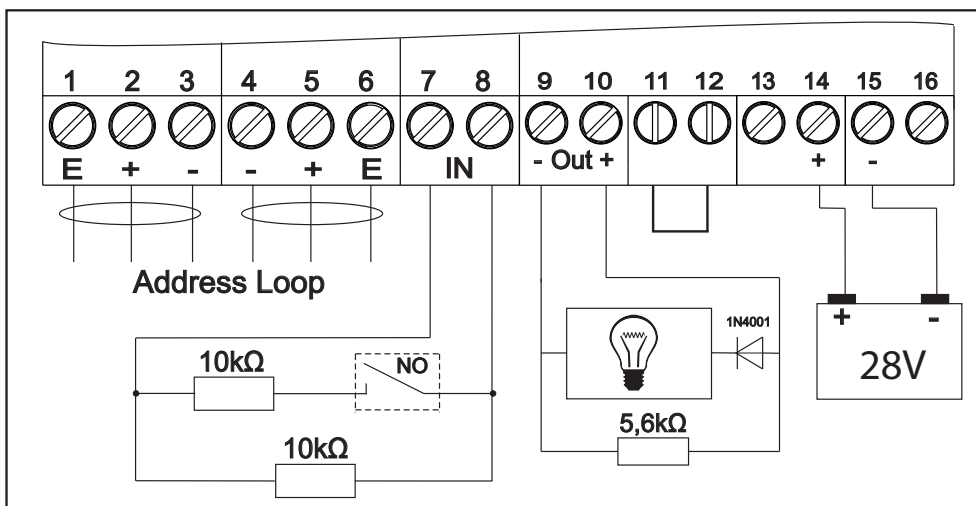 1 2 3 4 5 6 7 8 9 10 11 12 13 14 15 16
E + - - + E IN - Out + + -
Address Loop
10kΩ
NO
10kΩ
1N4001
5,6kΩ
+ -
28V